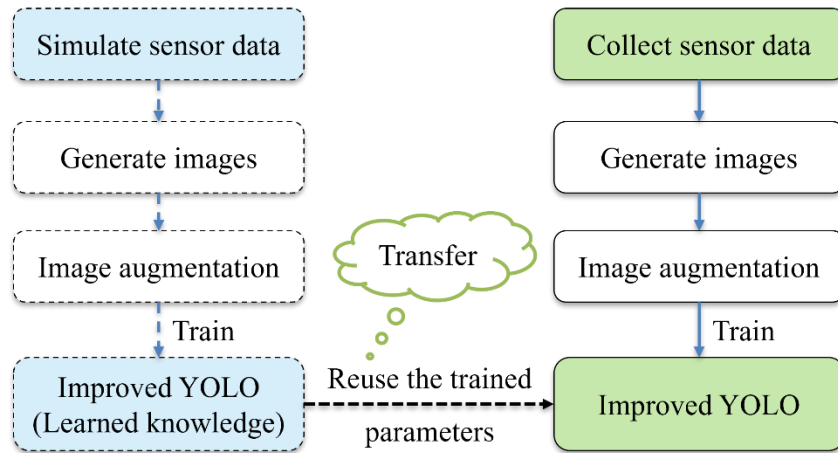 Simulate sensor data
Generate images
Image augmentation
Train
Improved YOLO
(Learned knowledge)
Transfer
Reuse the trained
parameters
Collect sensor data
Generate images
Image augmentation
Train
Improved YOLO